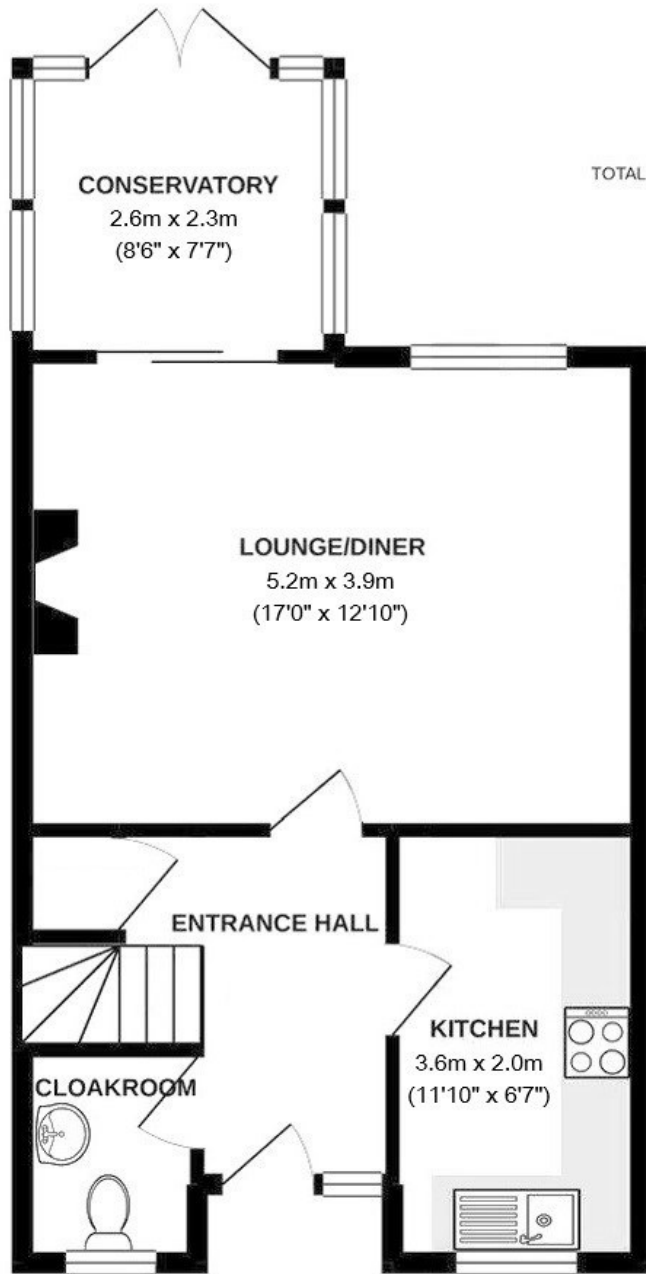 CONSERVATORY
2.6m x 2.3m
(8'6" x 7'7")
TOTAL
LOUNGE/DINER
5.2m x 3.9m
(17'0" x 12'10")
ENTRANCE HALL
KITCHEN
3.6m x 2.0m
(11'10" x 6'7")
CLOAKROOM